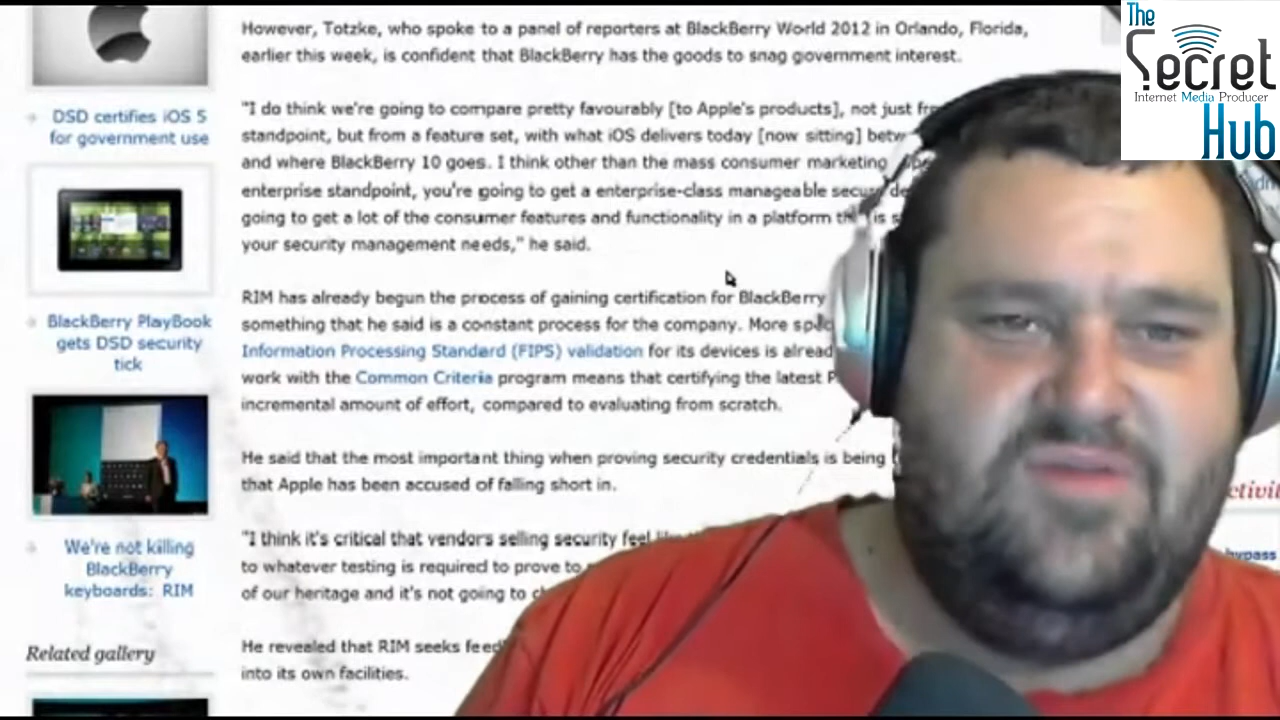 The
Secret
Internet Media Producer
Hub
However, Totzke, who spoke to a panel of reporters at BlackBerry World 2012 in Orlando, Florida,
earlier this week, is confident that BlackBerry has the goods to snag government interest.
"I do think we're going to compare pretty favourably [to Apple's products], not just
standpoint, but from a feature set, with what iOS delivers today [now sitting]
and where BlackBerry 10 goes. I think other than the mass consumer marketing
enterprise standpoint, you're going to get a enterprise-class manageable
going to get a lot of the consumer features and functionality in a platform
your security management needs," he said.
RIM has already begun the process of gaining certification for BlackBerry
something that he said is a constant process for the company. More
Information Processing Standard (FIPS) validation for its devices is
work with the Common Criteria program means that certifying the latest
incremental amount of effort, compared to evaluating from scratch.
He said that the most important thing when proving security credentials is being
that Apple has been accused of falling short in.
"I think it's critical that vendors selling security feel
to whatever testing is required to prove to
of our heritage and it's not going to
He revealed that RIM seeks
into its own facilities.
DSD certifies iOS 5
for government use
BlackBerry PlayBook
gets DSD security
tick
We're not killing
BlackBerry
keyboards: RIM
Related gallery